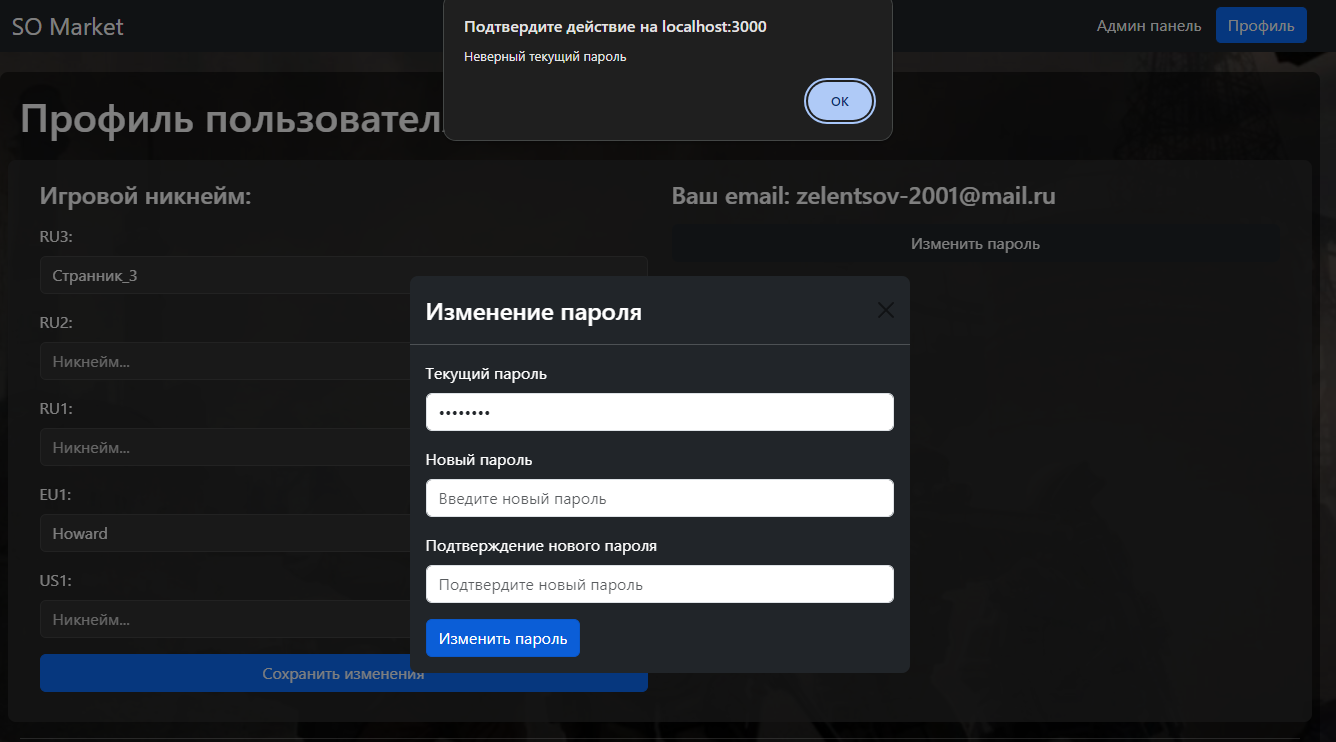 SO Market
Подтвердите действие на localhost:3000
Неверный текущий пароль
ОК
Админ панель
Профиль
Профиль пользовател
Игровой никнейм:
RU3:
Странник_3
RU2:
Никнейм...
RU1:
Никнейм...
EU1:
Howard
US1:
Никнейм...
Сохранить изменения
Ваш email: zelentsov-2001@mail.ru
Изменить пароль
Изменение пароля
Текущий пароль
••••••••
Новый пароль
Введите новый пароль
Подтверждение нового пароля
Подтвердите новый пароль
Изменить пароль